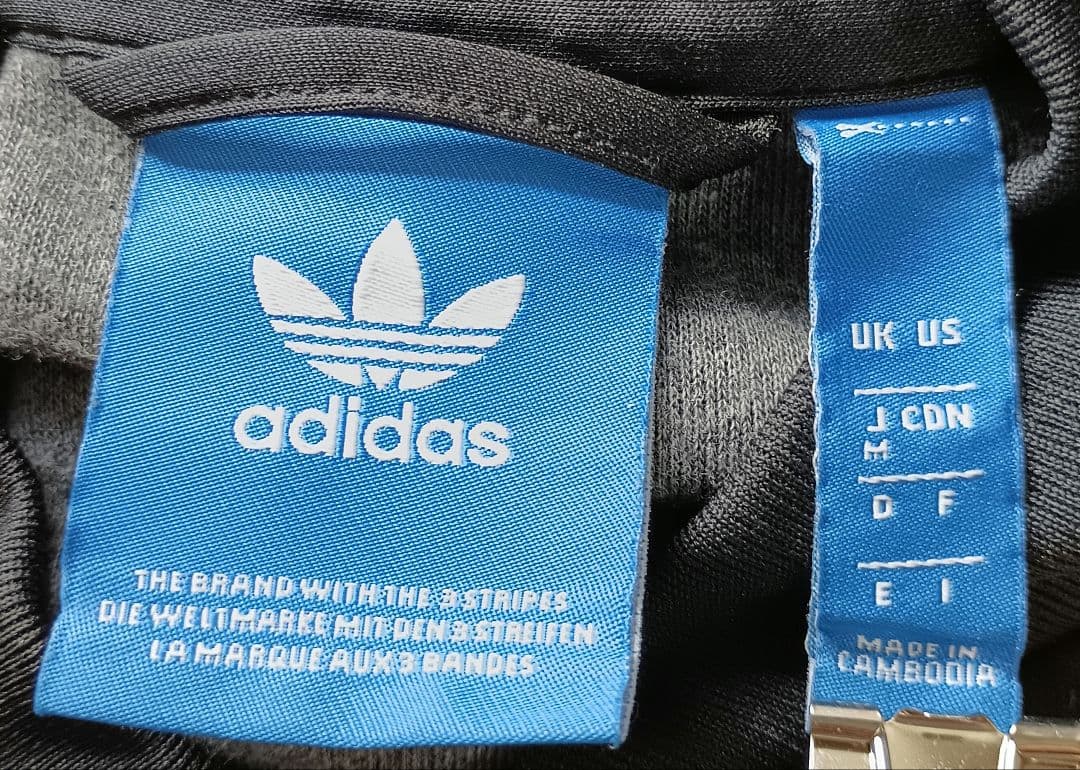 adidas
THE BRAND WITH THE 3 STRIPES
DIE WELTMARKE MIT DEN 3 STREIFEN
LA MARQUE AUX 3 BANDES
UK US
J CDN
M
D F
E I
MADE IN
CAMBODIA